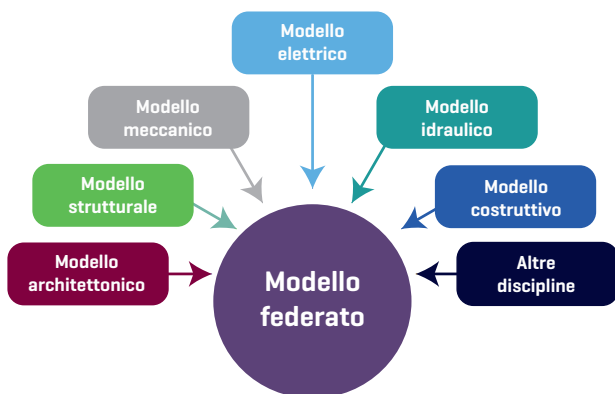 Modello
elettrico
Modello
meccanico
Modello
idraulico
Modello
strutturale
Modello
costruttivo
Modello
architettonico
Modello
federato
Altre
discipline